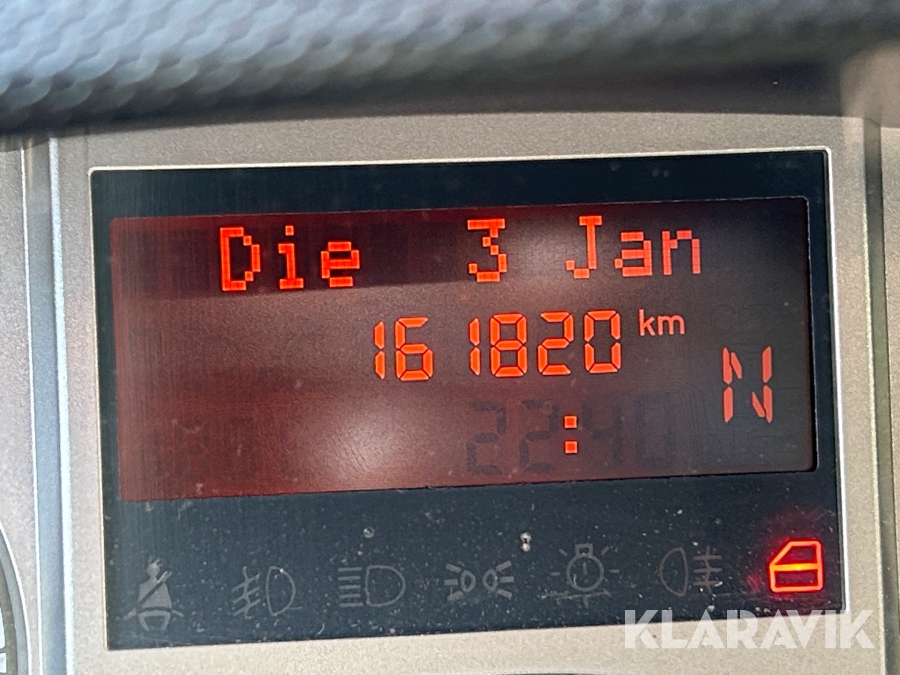 Die 3 Jan
161820 km
22:40
N
KLARAVIK